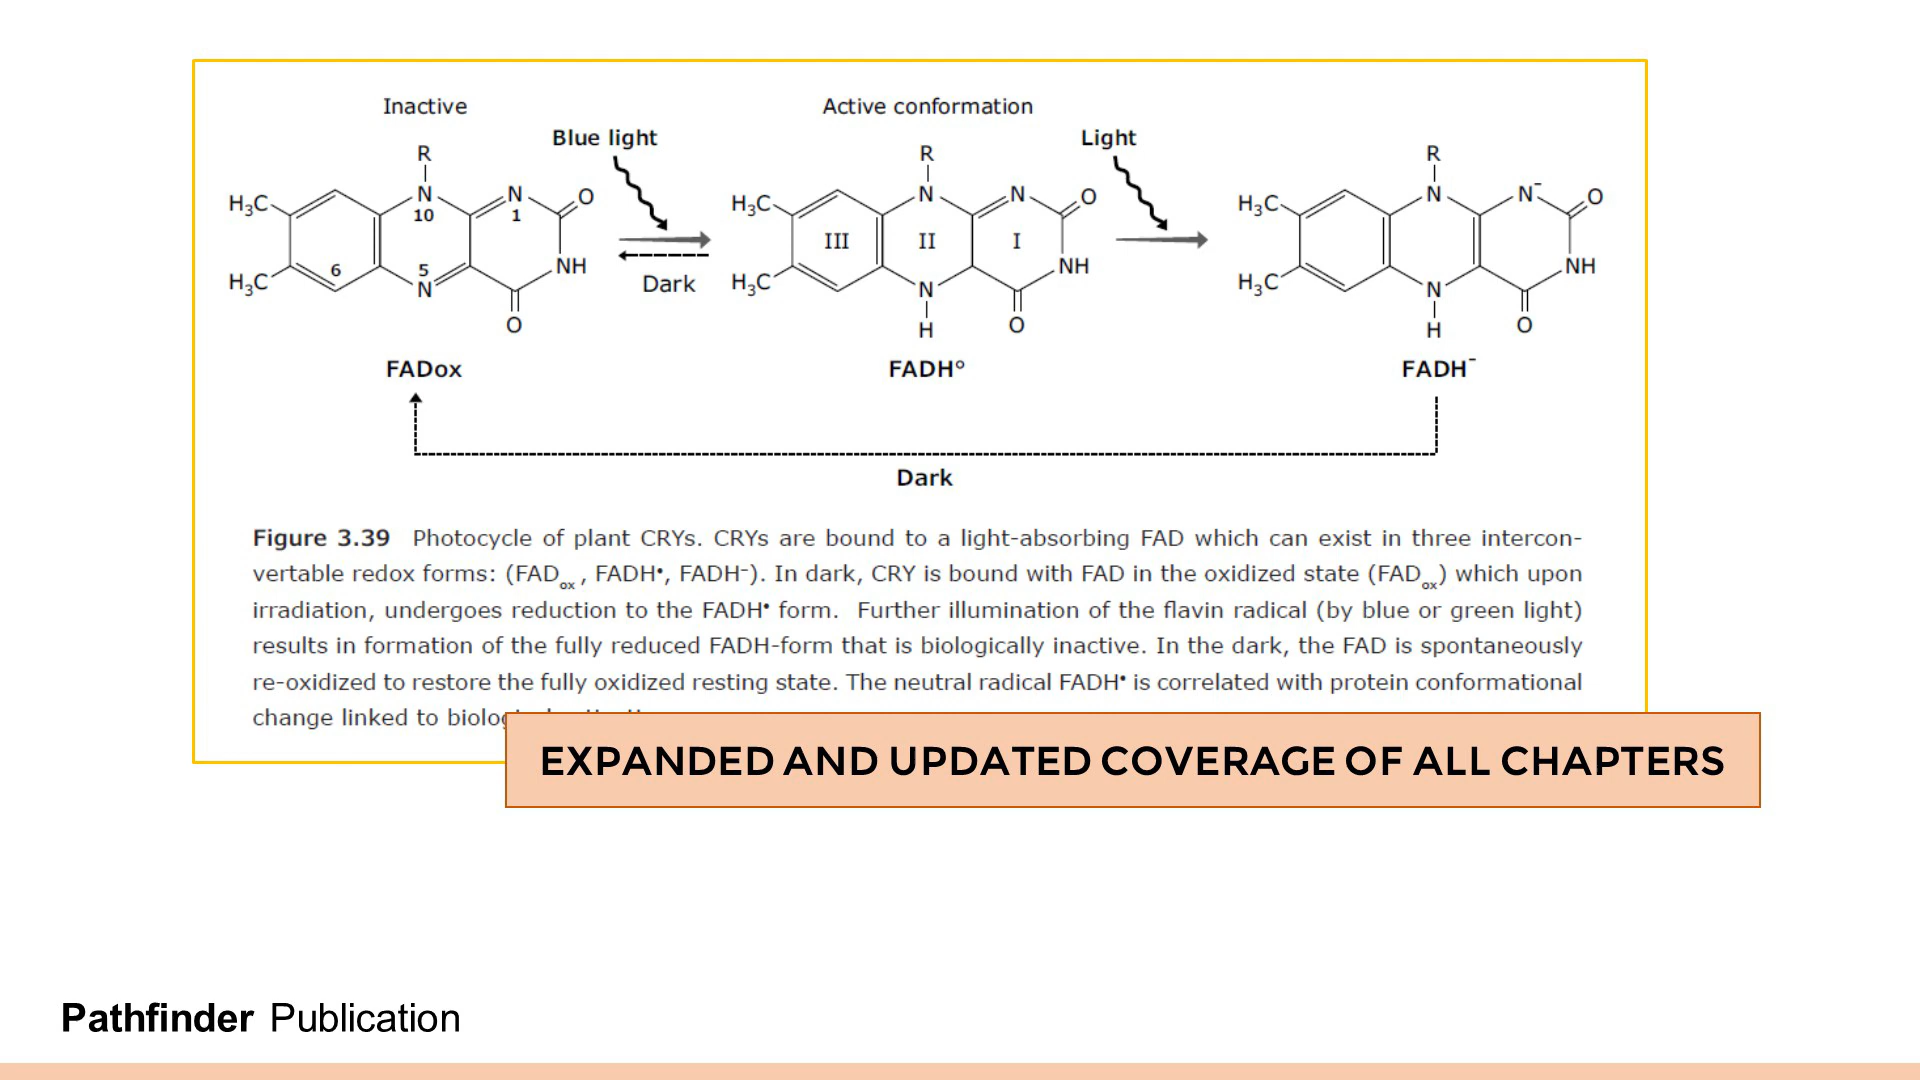 Inactive
Active conformation
Blue light
Light
R
R
R
H₃C
N
N
O
H₃C
N
N
O
H₃C
N
N⁻
O
10
1
III
II
I
6
5
NH
Dark
NH
NH
H₃C
N
H₃C
N
H₃C
N
O
H
O
H
O
FADox
FADH°
FADH⁻
Dark
Figure 3.39 Photocycle of plant CRYs. CRYs are bound to a light-absorbing FAD which can exist in three intercon-
vertable redox forms: (FADox , FADH•, FADH⁻). In dark, CRY is bound with FAD in the oxidized state (FADox) which upon
irradiation, undergoes reduction to the FADH• form. Further illumination of the flavin radical (by blue or green light)
results in formation of the fully reduced FADH-form that is biologically inactive. In the dark, the FAD is spontaneously
re-oxidized to restore the fully oxidized resting state. The neutral radical FADH• is correlated with protein conformational
change linked to
EXPANDED AND UPDATED COVERAGE OF ALL CHAPTERS
Pathfinder Publication